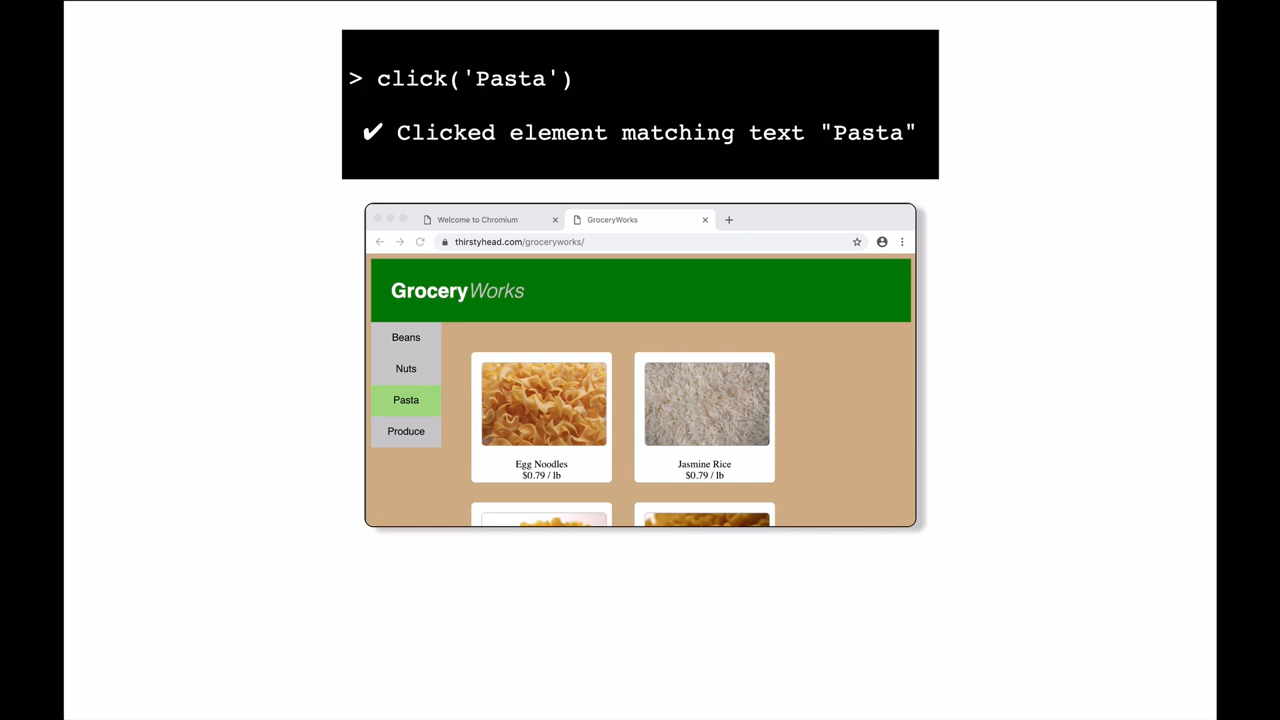 > click('Pasta')
✔ Clicked element matching text "Pasta"
Welcome to Chromium
GroceryWorks
thirstyhead.com/groceryworks/
GroceryWorks
Beans
Nuts
Pasta
Produce
Egg Noodles
$0.79 / lb
Jasmine Rice
$0.79 / lb